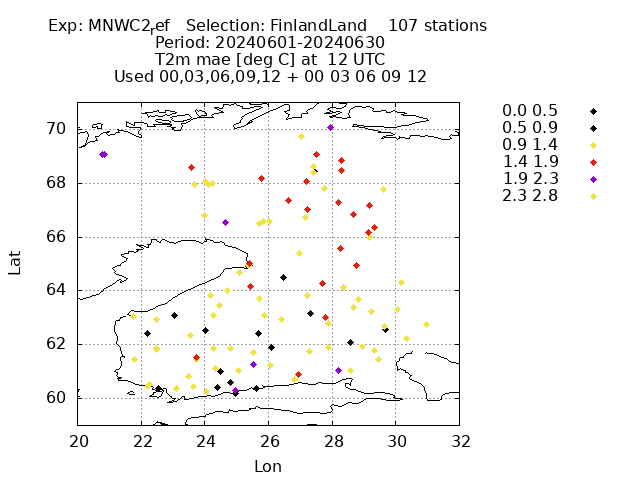 Exp: MNWC2ref Selection: FinlandLand 107 stations
Period: 20240601-20240630
T2m mae [deg C] at 12 UTC
Used 00,03,06,09,12 + 00 03 06 09 12
0.0 0.5
0.5 0.9
0.9 1.4
1.4 1.9
1.9 2.3
2.3 2.8
70
68
66
64
62
60
Lat
20 22 24 26 28 30 32
Lon